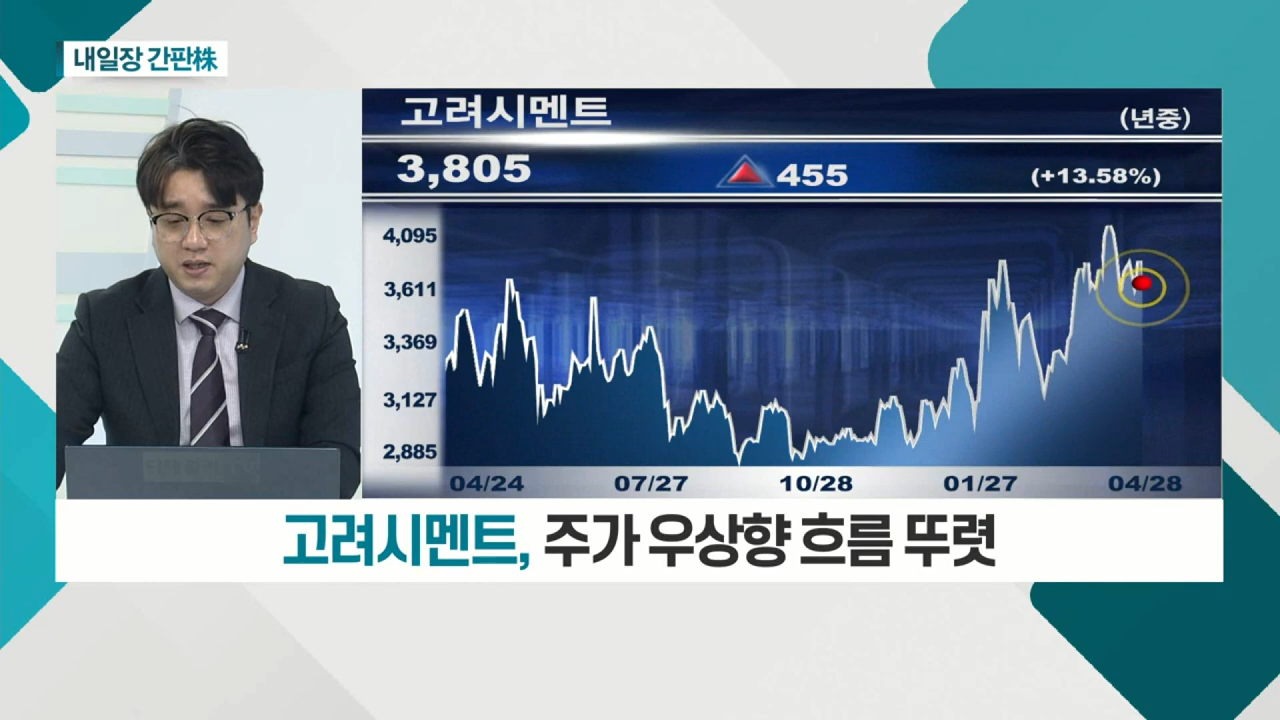 내일장 간판株
고려시멘트 (년중)
3,805 ▲ 455 (+13.58%)
4,095
3,611
3,369
3,127
2,885
04/24 07/27 10/28 01/27 04/28
고려시멘트, 주가 우상향 흐름 뚜렷